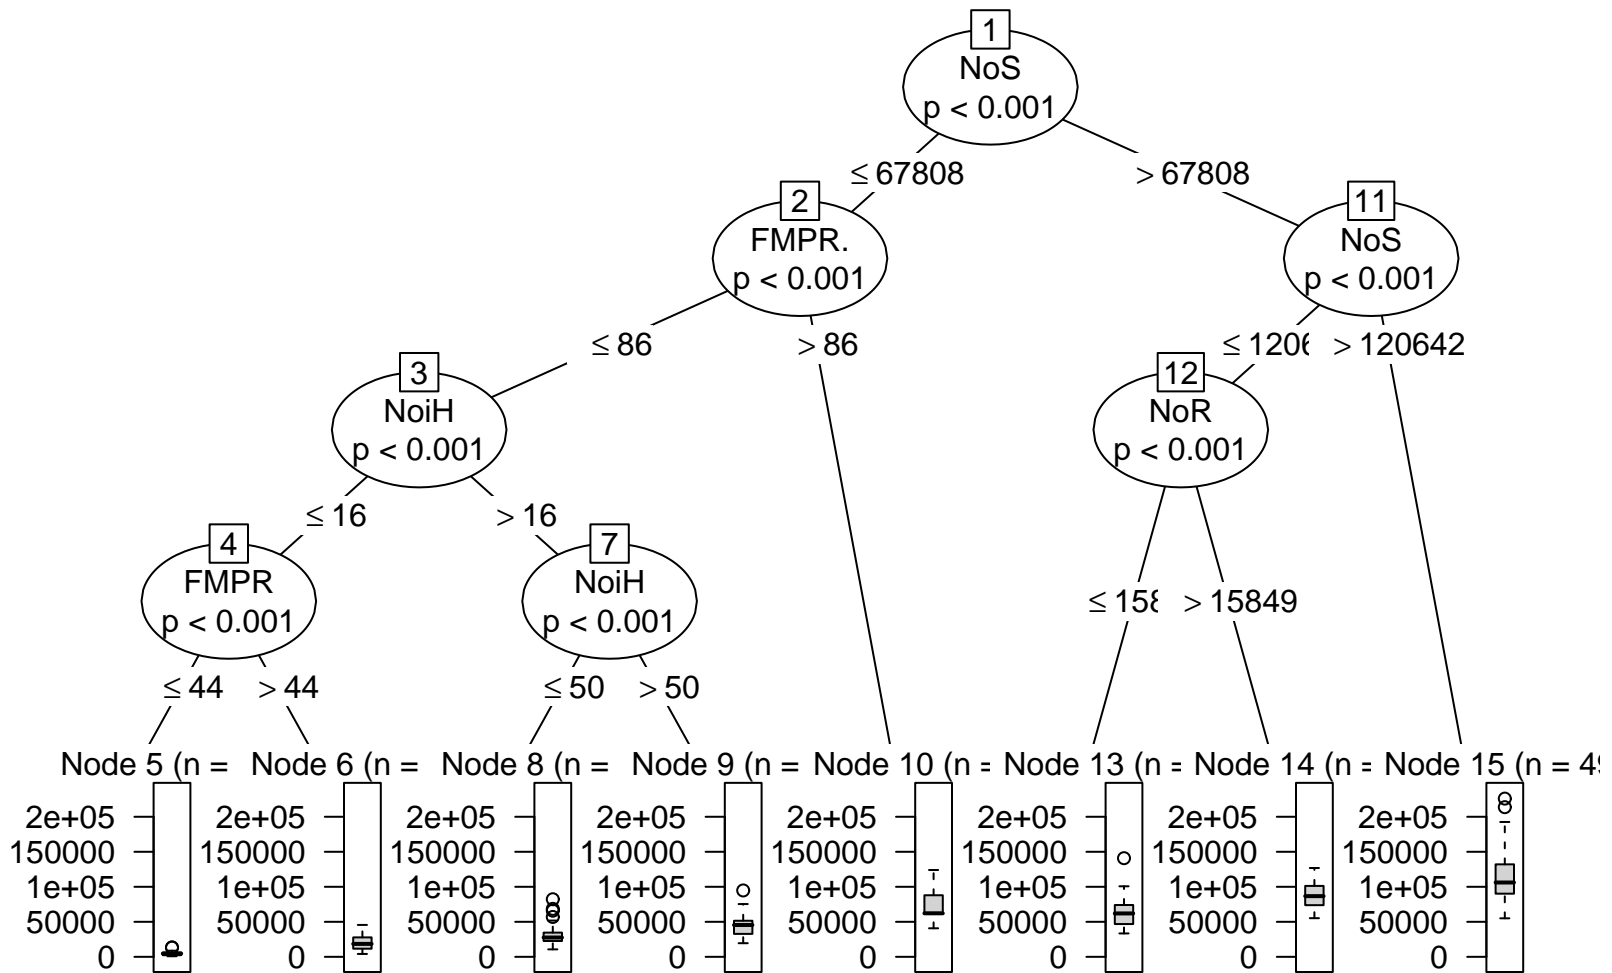 1
NoS
p < 0.001
≤ 67808
> 67808
2
FMPR.
p < 0.001
11
NoS
p < 0.001
≤ 86
> 86
≤ 1206
> 120642
3
NoiH
p < 0.001
12
NoR
p < 0.001
≤ 16
> 16
4
FMPR
p < 0.001
7
NoiH
p < 0.001
≤ 158
> 15849
≤ 44
> 44
≤ 50
> 50
Node 5 (n =
Node 6 (n =
Node 8 (n =
Node 9 (n =
Node 10 (n =
Node 13 (n =
Node 14 (n =
Node 15 (n = 49
2e+05
150000
1e+05
50000
0
2e+05
150000
1e+05
50000
0
2e+05
150000
1e+05
50000
0
2e+05
150000
1e+05
50000
0
2e+05
150000
1e+05
50000
0
2e+05
150000
1e+05
50000
0
2e+05
150000
1e+05
50000
0
2e+05
150000
1e+05
50000
0